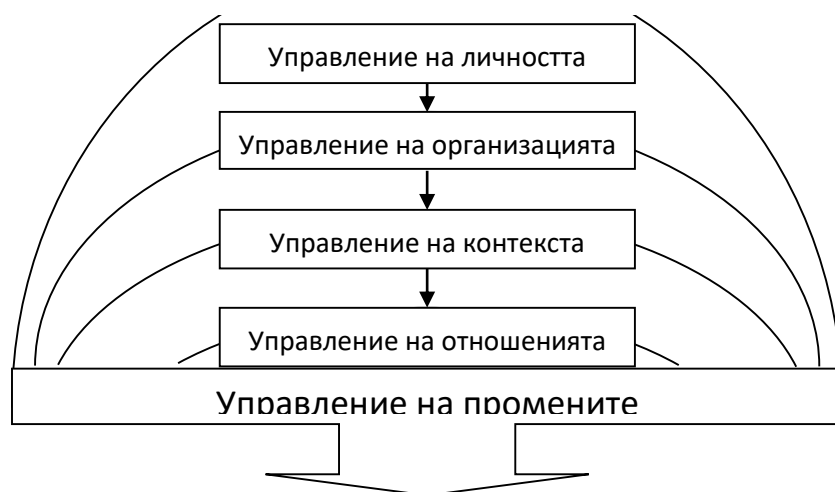 Управление на личността
Управление на организацията
Управление на контекста
Управление на отношенията
Управление на промените